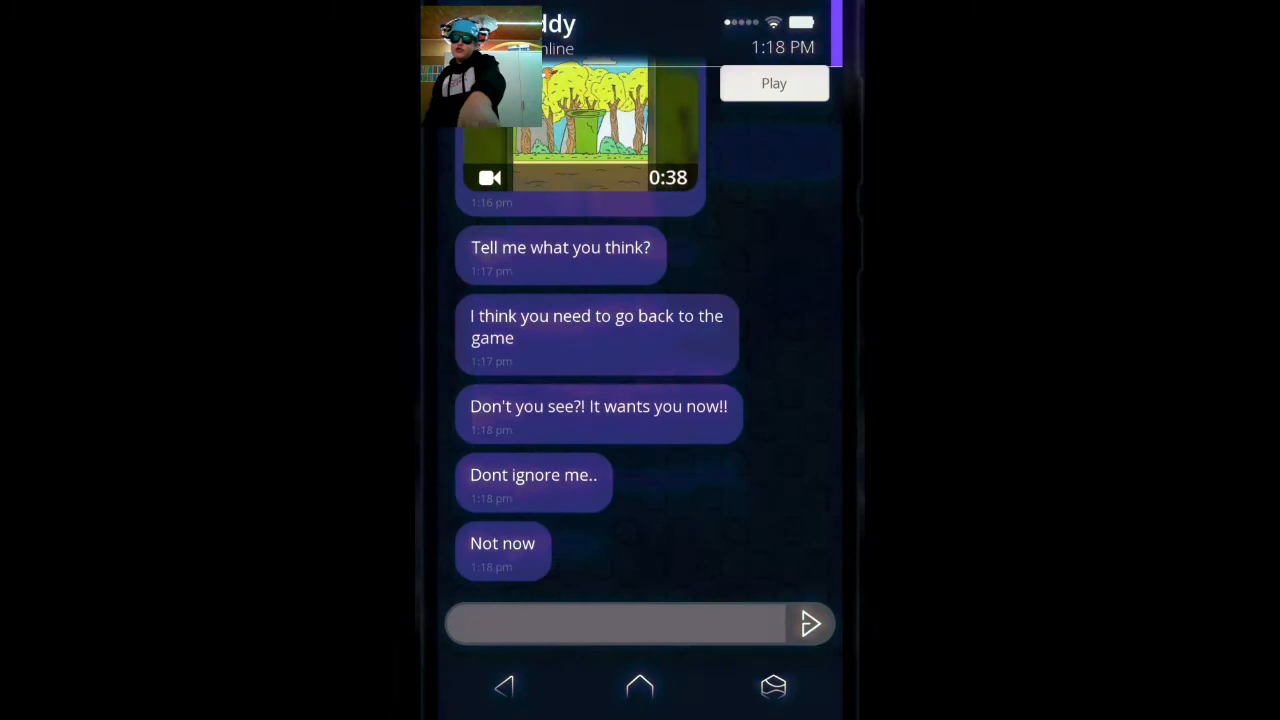 ddy
nline
1:18 PM
Play
0:38
1:16 pm
Tell me what you think?
1:17 pm
I think you need to go back to the
game
1:17 pm
Don't you see?! It wants you now!!
1:18 pm
Dont ignore me..
1:18 pm
Not now
1:18 pm